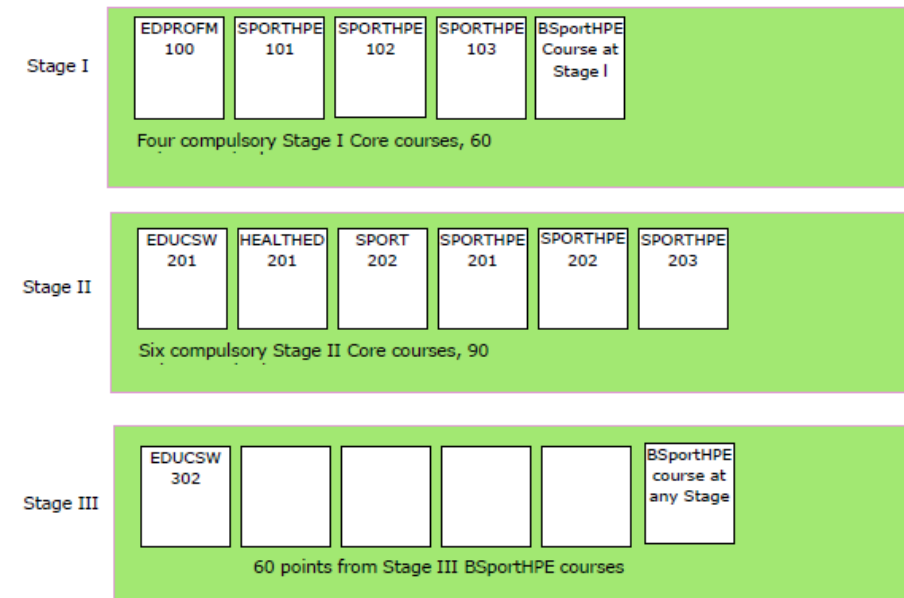 Stage I
EDPROFM
100
SPORTHPE
101
SPORTHPE
102
SPORTHPE
103
BSportHPE
Course at
Stage l
Four compulsory Stage I Core courses, 60
Stage II
EDUCSW
201
HEALTHED
201
SPORT
202
SPORTHPE
201
SPORTHPE
202
SPORTHPE
203
Six compulsory Stage II Core courses, 90
Stage III
EDUCSW
302
BSportHPE
course at
any Stage
60 points from Stage III BSportHPE courses